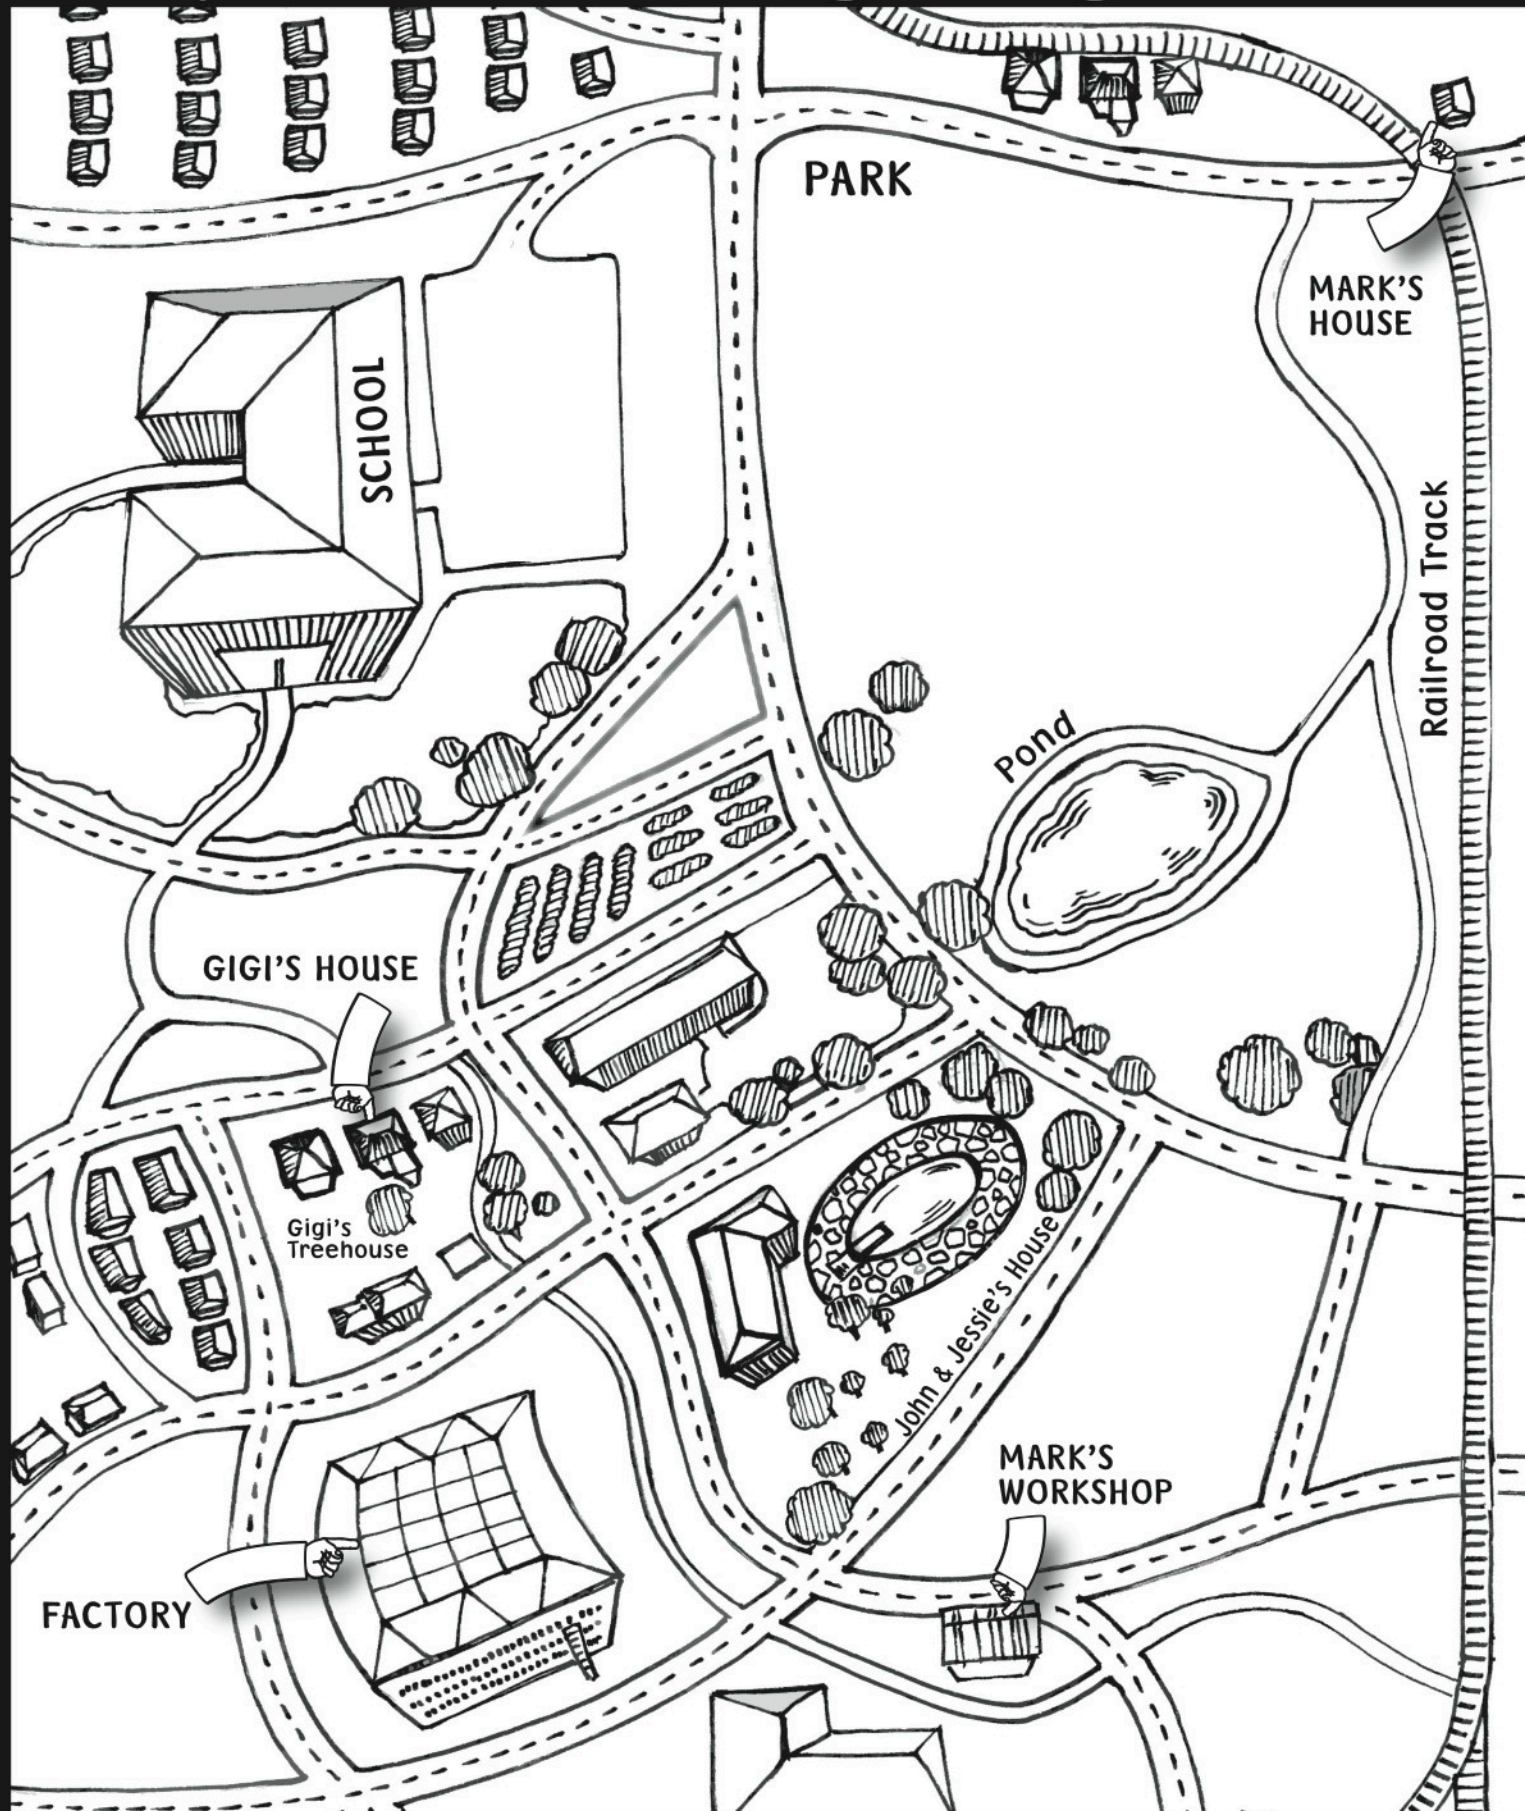 PARK
MARK'S
HOUSE
SCHOOL
Railroad Track
Pond
GIGI'S HOUSE
Gigi's
Treehouse
John & Jessie's House
MARK'S
WORKSHOP
FACTORY